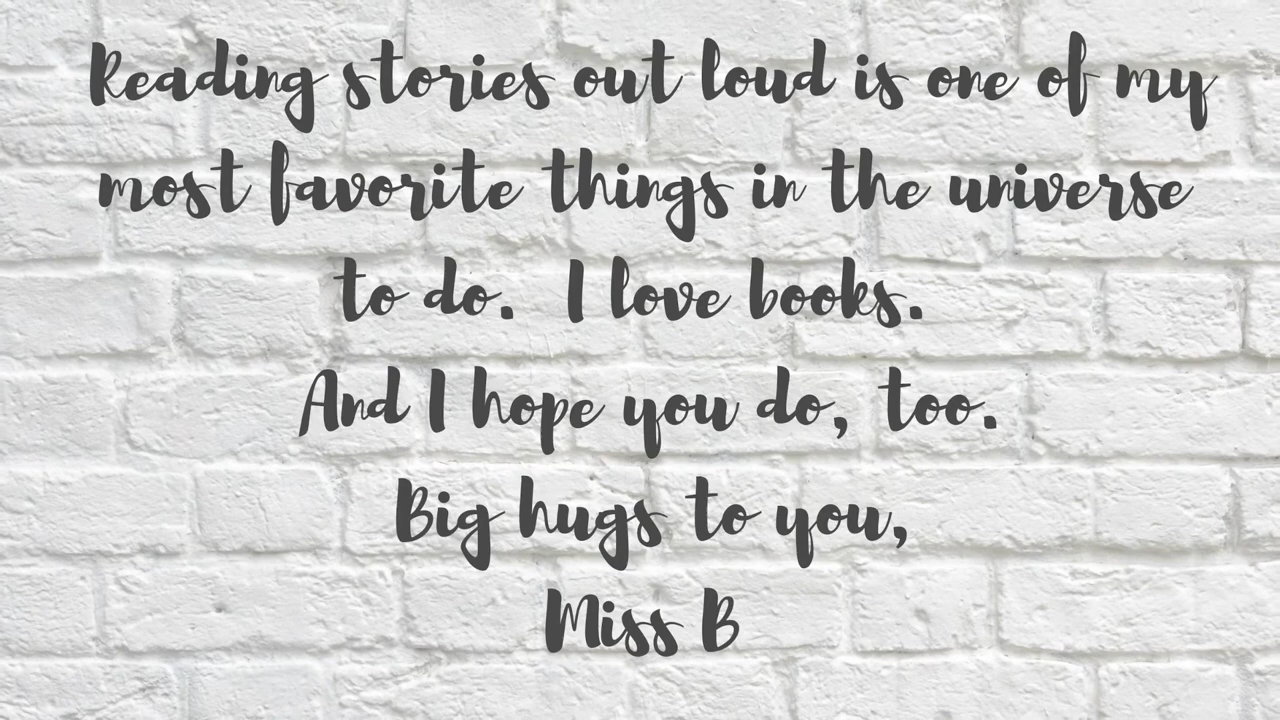 Reading stories out loud is one of my
most favorite things in the universe
to do.  I love books.
And I hope you do, too.
Big hugs to you,
Miss B